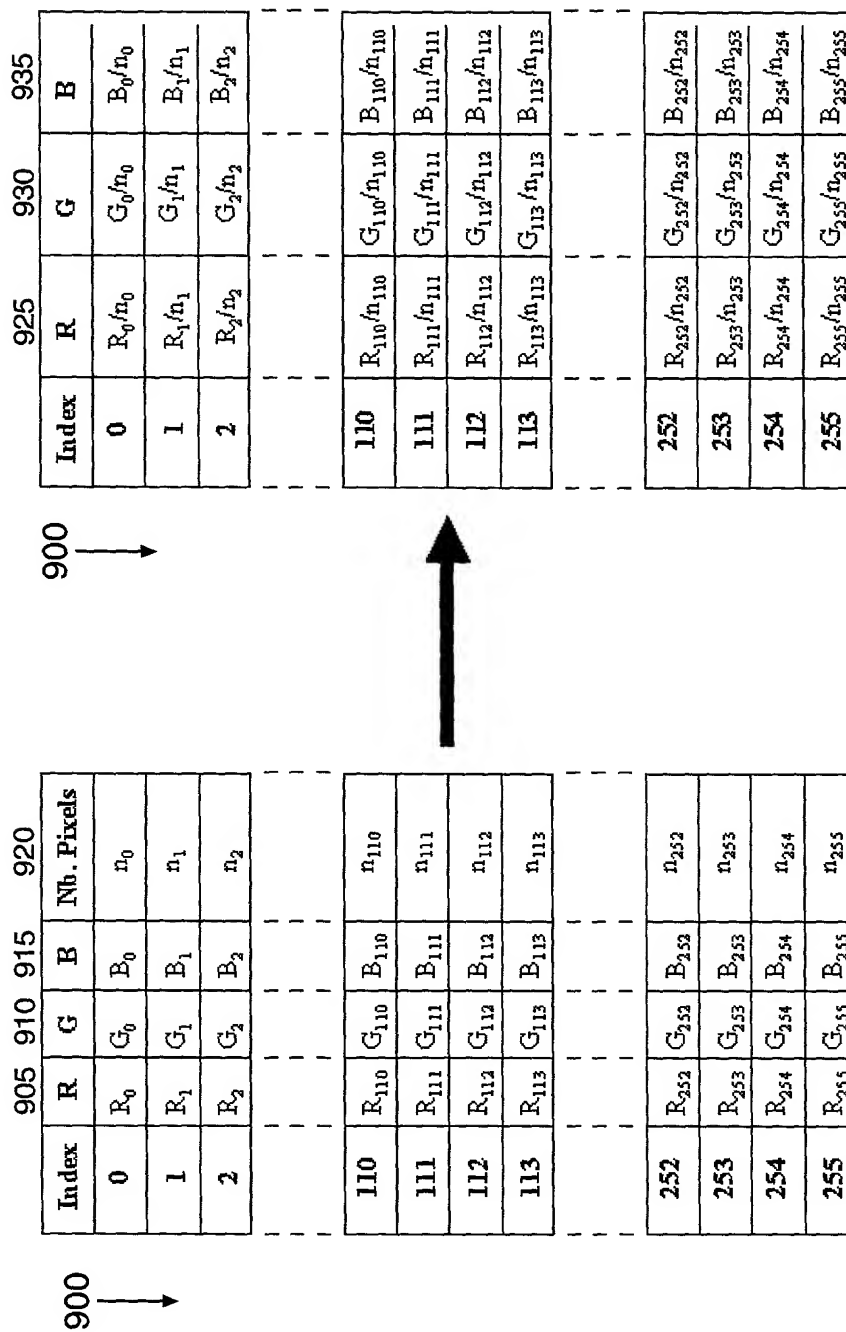 900
905 910 915 920
Index R G B Nb. Pixels
0 R₀ G₀ B₀ n₀
1 R₁ G₁ B₁ n₁
2 R₂ G₂ B₂ n₂
110 R₁₁₀ G₁₁₀ B₁₁₀ n₁₁₀
111 R₁₁₁ G₁₁₁ B₁₁₁ n₁₁₁
112 R₁₁₂ G₁₁₂ B₁₁₂ n₁₁₂
113 R₁₁₃ G₁₁₃ B₁₁₃ n₁₁₃
252 R₂₅₂ G₂₅₂ B₂₅₂ n₂₅₂
253 R₂₅₃ G₂₅₃ B₂₅₃ n₂₅₃
254 R₂₅₄ G₂₅₄ B₂₅₄ n₂₅₄
255 R₂₅₅ G₂₅₅ B₂₅₅ n₂₅₅
900
925 930 935
Index R G B
0 R₀/n₀ G₀/n₀ B₀/n₀
1 R₁/n₁ G₁/n₁ B₁/n₁
2 R₂/n₂ G₂/n₂ B₂/n₂
110 R₁₁₀/n₁₁₀ G₁₁₀/n₁₁₀ B₁₁₀/n₁₁₀
111 R₁₁₁/n₁₁₁ G₁₁₁/n₁₁₁ B₁₁₁/n₁₁₁
112 R₁₁₂/n₁₁₂ G₁₁₂/n₁₁₂ B₁₁₂/n₁₁₂
113 R₁₁₃/n₁₁₃ G₁₁₃/n₁₁₃ B₁₁₃/n₁₁₃
252 R₂₅₂/n₂₅₂ G₂₅₂/n₂₅₂ B₂₅₂/n₂₅₂
253 R₂₅₃/n₂₅₃ G₂₅₃/n₂₅₃ B₂₅₃/n₂₅₃
254 R₂₅₄/n₂₅₄ G₂₅₄/n₂₅₄ B₂₅₄/n₂₅₄
255 R₂₅₅/n₂₅₅ G₂₅₅/n₂₅₅ B₂₅₅/n₂₅₅